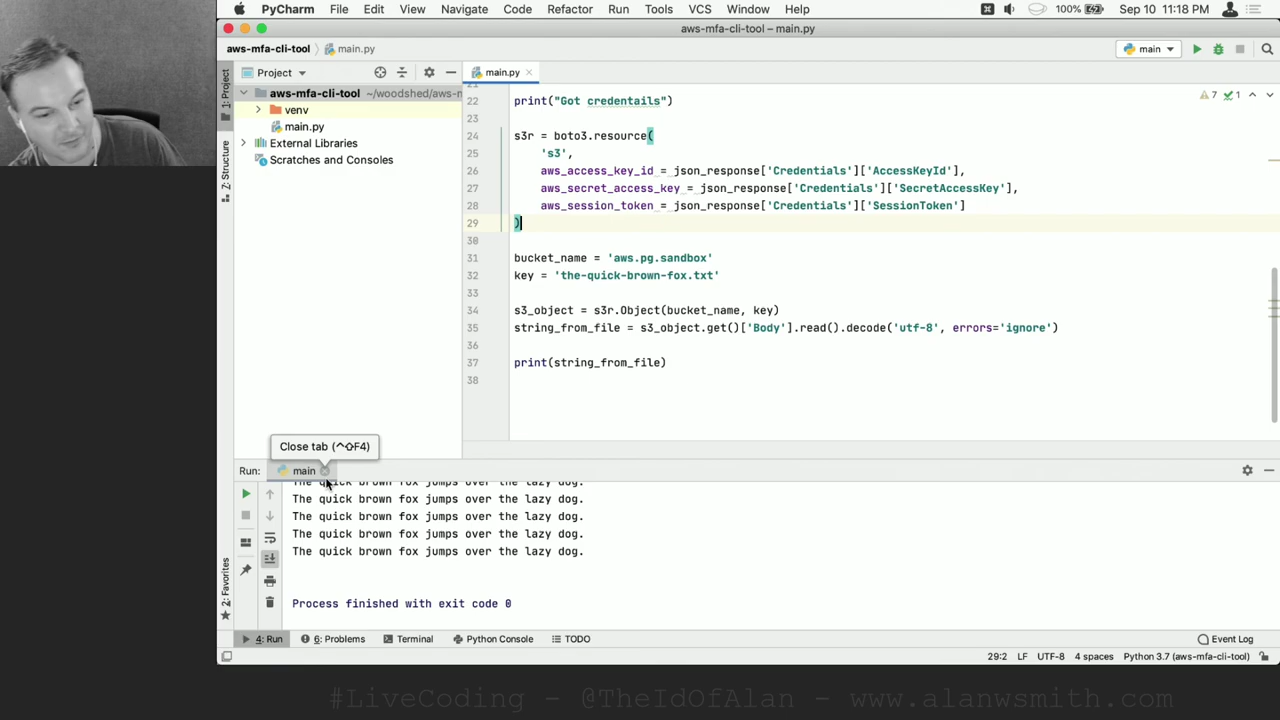 PyCharm File Edit View Navigate Code Refactor Run Tools VCS Window Help 100% Sep 10 11:18 PM
aws-mfa-cli-tool – main.py
aws-mfa-cli-tool main.py main
1: Project
Z: Structure
2: Favorites
Project
aws-mfa-cli-tool ~/woodshed/aws-m
venv
main.py
External Libraries
Scratches and Consoles
main.py
7 1
22 print("Got credentails")
23
24 s3r = boto3.resource(
25 's3',
26 aws_access_key_id = json_response['Credentials']['AccessKeyId'],
27 aws_secret_access_key = json_response['Credentials']['SecretAccessKey'],
28 aws_session_token = json_response['Credentials']['SessionToken']
29 )
30
31 bucket_name = 'aws.pg.sandbox'
32 key = 'the-quick-brown-fox.txt'
33
34 s3_object = s3r.Object(bucket_name, key)
35 string_from_file = s3_object.get()['Body'].read().decode('utf-8', errors='ignore')
36
37 print(string_from_file)
38
Close tab (^⇧F4)
Run: main
The quick brown fox jumps over the lazy dog.
The quick brown fox jumps over the lazy dog.
The quick brown fox jumps over the lazy dog.
The quick brown fox jumps over the lazy dog.
The quick brown fox jumps over the lazy dog.
Process finished with exit code 0
4: Run 6: Problems Terminal Python Console TODO Event Log
29:2 LF UTF-8 4 spaces Python 3.7 (aws-mfa-cli-tool)
#LiveCoding - @TheIdOfAlan - www.alanwsmith.com